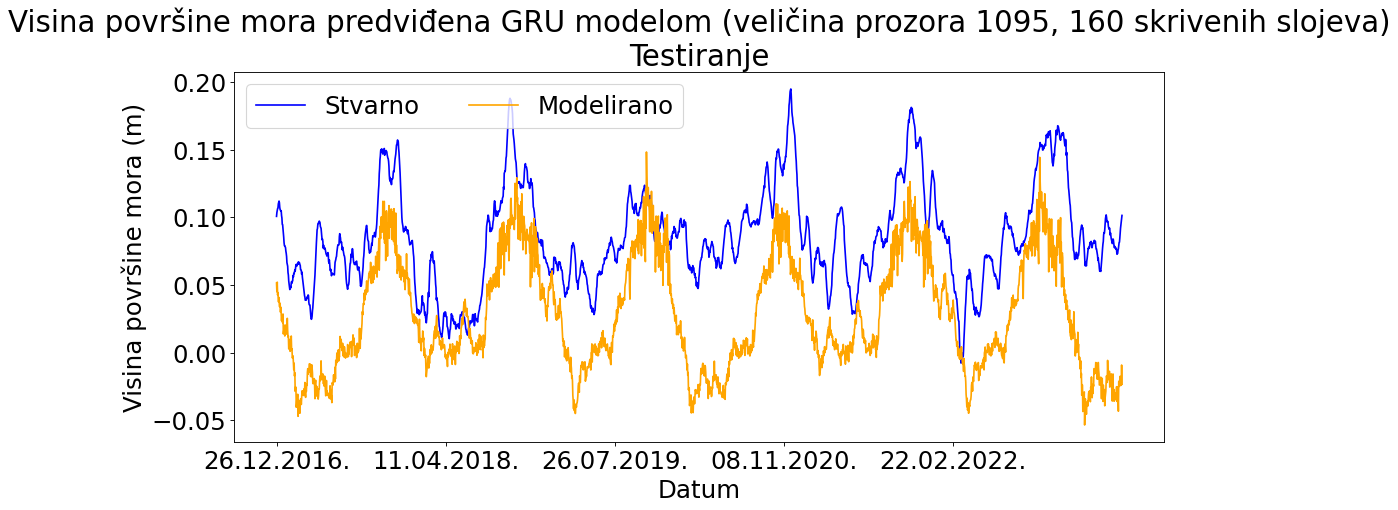 Visina površine mora predviđena GRU modelom (veličina prozora 1095, 160 skrivenih slojeva)
Testiranje
Stvarno
Modelirano
Visina površine mora (m)
0.20
0.15
0.10
0.05
0.00
−0.05
26.12.2016.
11.04.2018.
26.07.2019.
08.11.2020.
22.02.2022.
Datum